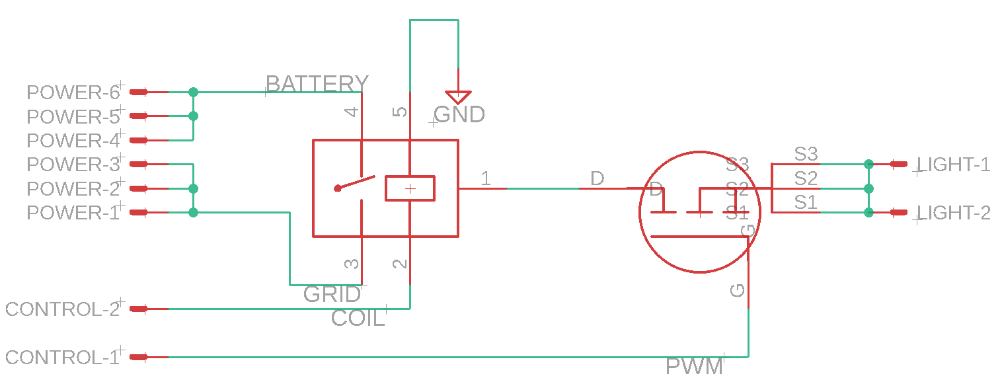 POWER-6
POWER-5
POWER-4
POWER-3
POWER-2
POWER-1
CONTROL-2
CONTROL-1
BATTERY
4
5
GND
1
3
2
GRID
COIL
D
D
S3
S2
S1
G
G
S3
S2
S1
LIGHT-1
LIGHT-2
PWM